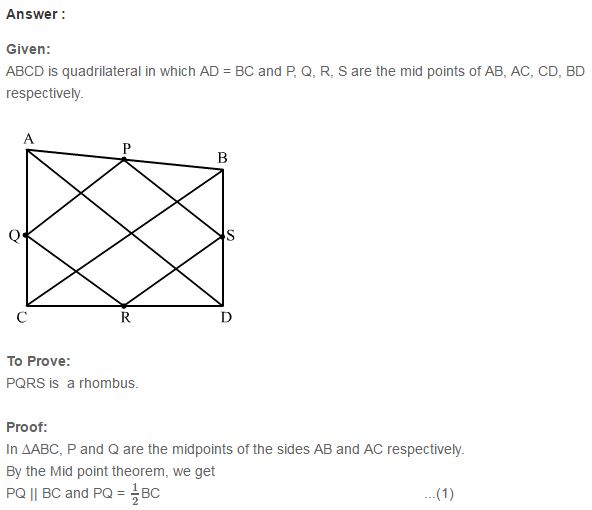 Answer :
Given:
ABCD is quadrilateral in which AD = BC and P, Q, R, S are the mid points of AB, AC, CD, BD
respectively.
A
P
B
Q
S
C
R
D
To Prove:
PQRS is a rhombus.
Proof:
In ΔABC, P and Q are the midpoints of the sides AB and AC respectively.
By the Mid point theorem, we get
PQ || BC and PQ = 1/2 BC ...(1)